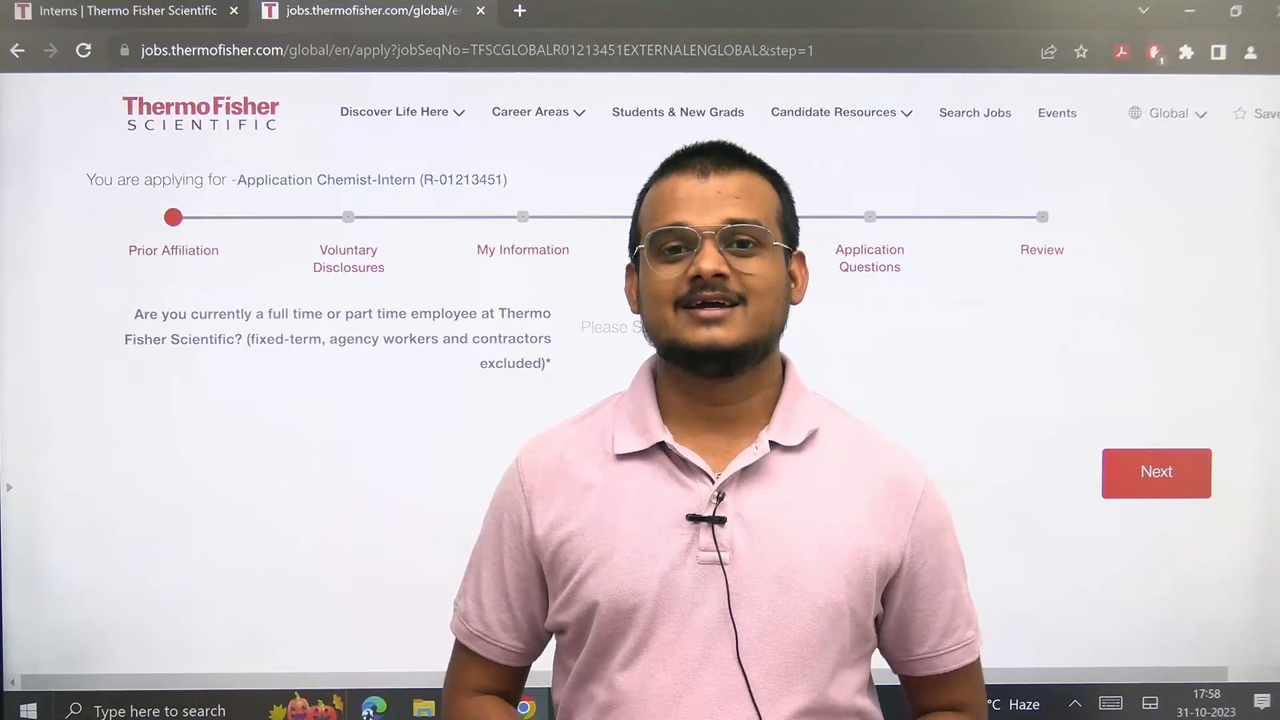 Interns | Thermo Fisher Scientific
jobs.thermofisher.com/global/e
jobs.thermofisher.com/global/en/apply?jobSeqNo=TFSCGLOBALR01213451EXTERNALENGLOBAL&step=1
1
ThermoFisher
SCIENTIFIC
Discover Life Here
Career Areas
Students & New Grads
Candidate Resources
Search Jobs
Events
Global
Save
You are applying for -Application Chemist-Intern (R-01213451)
Prior Affiliation
Voluntary
Disclosures
My Information
Application
Questions
Review
Are you currently a full time or part time employee at Thermo
Fisher Scientific? (fixed-term, agency workers and contractors
excluded)*
Please
Next
Type here to search
°C Haze
17:58
31-10-2023